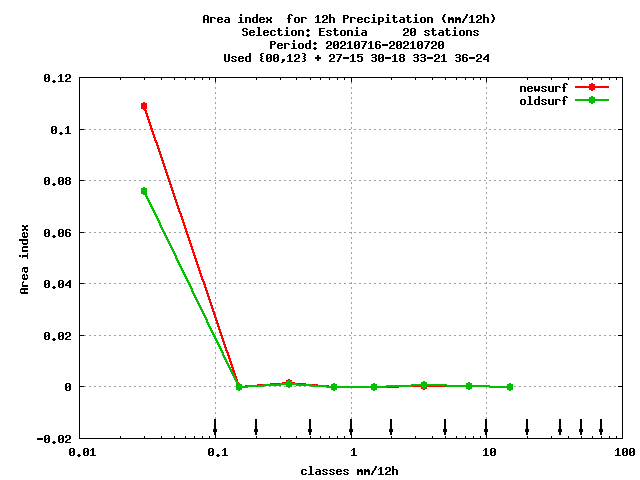 Area index  for 12h Precipitation (mm/12h)
Selection: Estonia     20 stations
Period: 20210716-20210720
Used {00,12} + 27-15 30-18 33-21 36-24
newsurf
oldsurf
0.12
0.1
0.08
0.06
0.04
0.02
0
-0.02
Area index
0.01
0.1
1
10
100
classes mm/12h